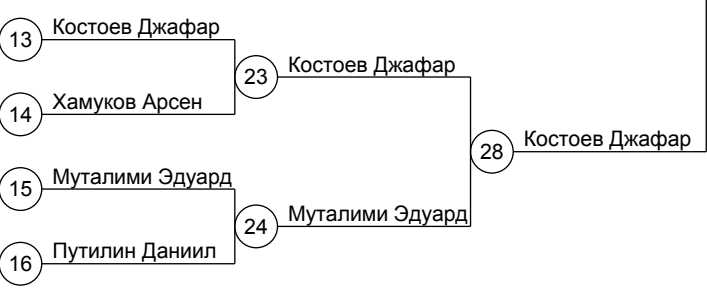 13 Костоев Джафар
23 Костоев Джафар
14 Хамуков Арсен
28 Костоев Джафар
15 Муталими Эдуард
24 Муталими Эдуард
16 Путилин Даниил